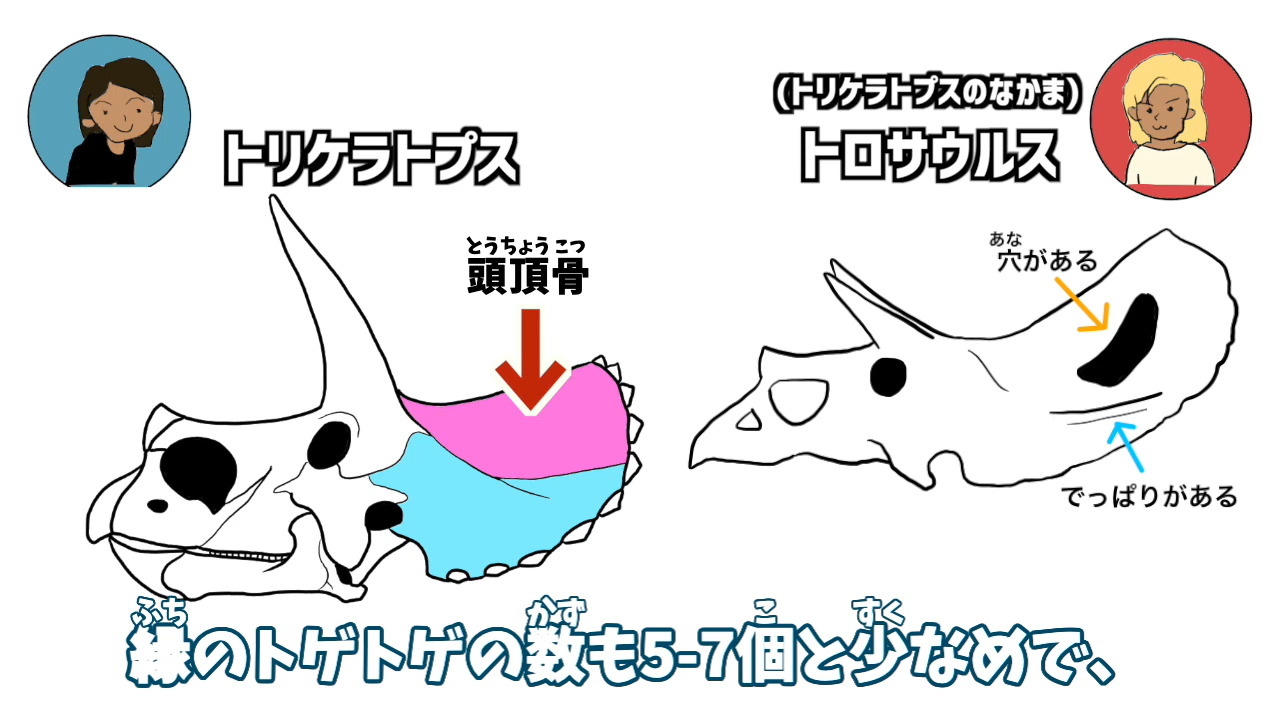 (トリケラトプスのなかま)
トリケラトプス
トロサウルス
とうちょうこつ
頭頂骨
あな
穴がある
でっぱりがある
ふち かず こ すく
縁のトゲトゲの数も5-7個と少なめで、